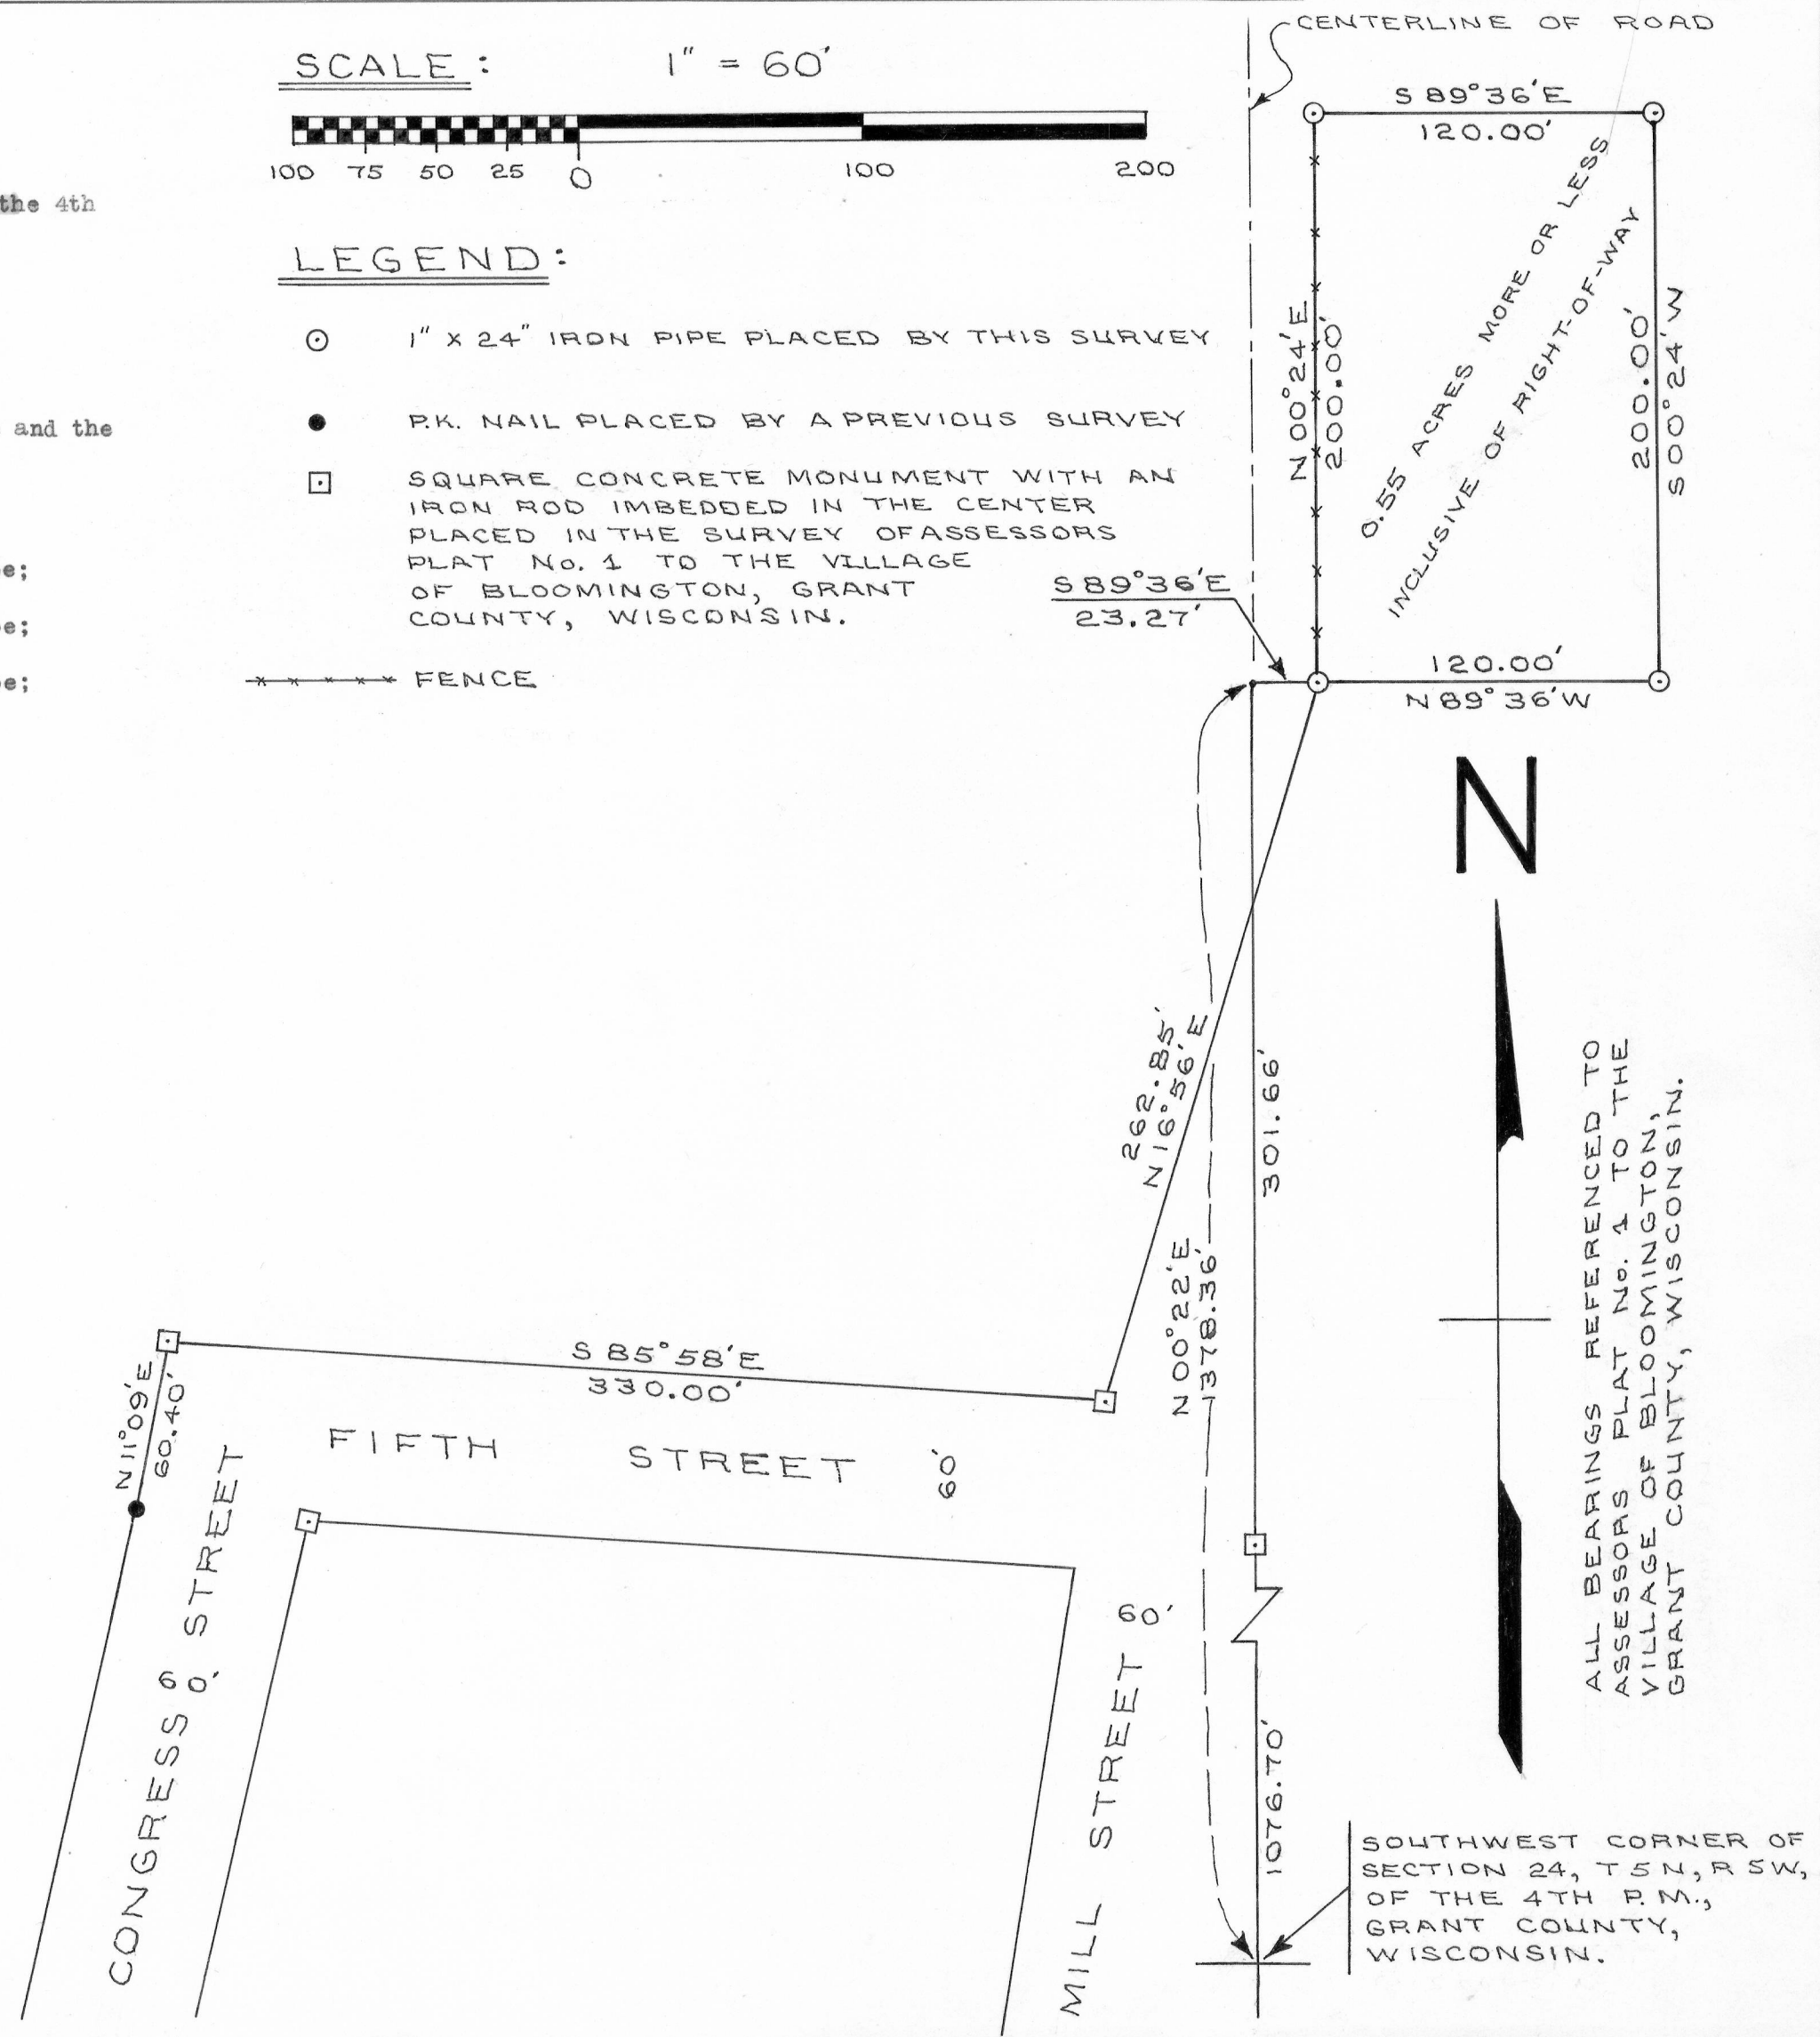 CENTERLINE OF ROAD
SCALE: 1" = 60'
100 75 50 25 0 100 200
the 4th
and the
e;
e;
e;
LEGEND:
1" X 24" IRON PIPE PLACED BY THIS SURVEY
P.K. NAIL PLACED BY A PREVIOUS SURVEY
SQUARE CONCRETE MONUMENT WITH AN
IRON ROD IMBEDDED IN THE CENTER
PLACED IN THE SURVEY OF ASSESSORS
PLAT No. 1 TO THE VILLAGE
OF BLOOMINGTON, GRANT
COUNTY, WISCONSIN.
FENCE
S 89°36'E
120.00'
N 00°24'E
200.00'
0.55 ACRES MORE OR LESS
INCLUSIVE OF RIGHT-OF-WAY
200.00'
S 00°24'W
S 89°36'E
23.27'
120.00'
N 89°36'W
N
262.85'
N 16°56'E
301.66'
N 00°22'E
1378.36'
S 85°58'E
330.00'
N 11°09'E
60.40'
FIFTH STREET 60'
CONGRESS 60' STREET
MILL STREET 60'
1076.70'
ALL BEARINGS REFERENCED TO
ASSESSORS PLAT No. 1 TO THE
VILLAGE OF BLOOMINGTON,
GRANT COUNTY, WISCONSIN.
SOUTHWEST CORNER OF
SECTION 24, T 5 N, R 5 W,
OF THE 4TH P.M.,
GRANT COUNTY,
WISCONSIN.